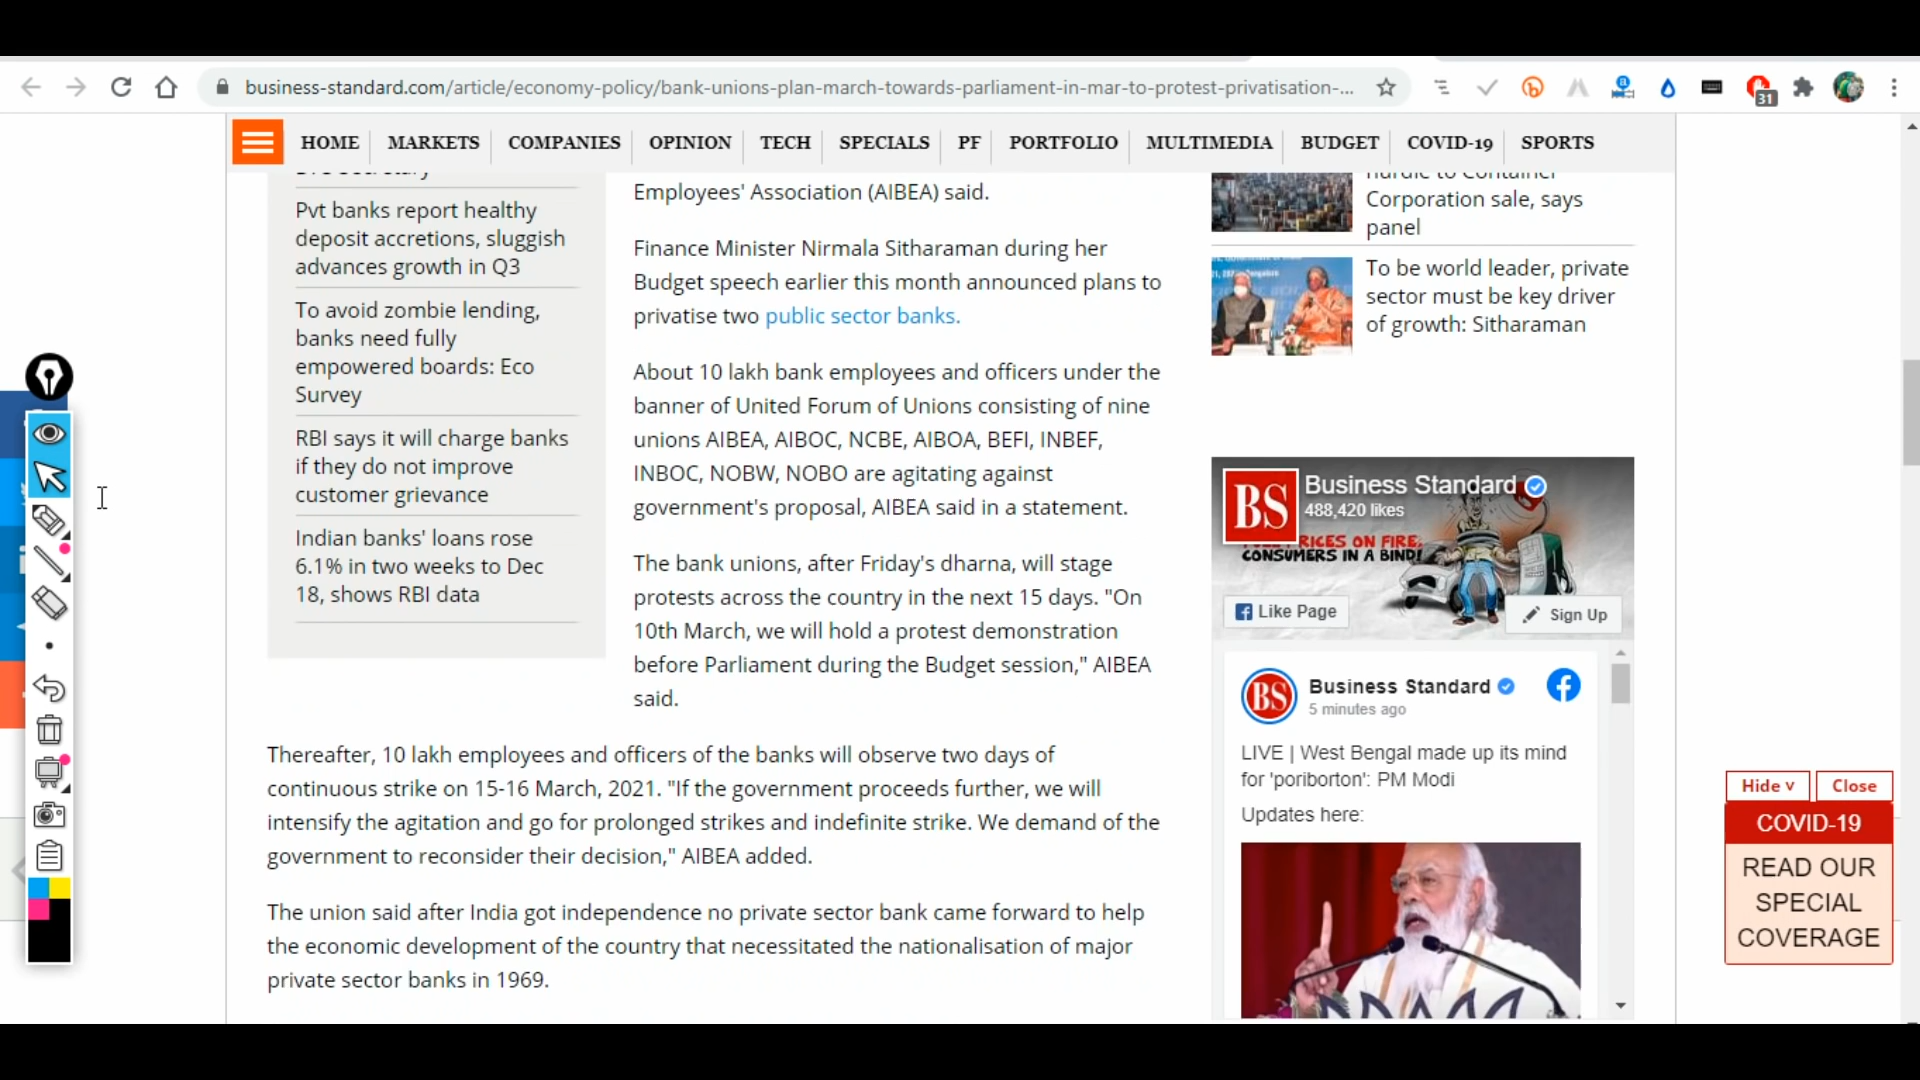 business-standard.com/article/economy-policy/bank-unions-plan-march-towards-parliament-in-mar-to-protest-privatisation-...
31
HOME
MARKETS
COMPANIES
OPINION
TECH
SPECIALS
PF
PORTFOLIO
MULTIMEDIA
BUDGET
COVID-19
SPORTS
Pvt banks report healthy
deposit accretions, sluggish
advances growth in Q3
To avoid zombie lending,
banks need fully
empowered boards: Eco
Survey
RBI says it will charge banks
if they do not improve
customer grievance
Indian banks' loans rose
6.1% in two weeks to Dec
18, shows RBI data
Employees' Association (AIBEA) said.
Finance Minister Nirmala Sitharaman during her
Budget speech earlier this month announced plans to
privatise two public sector banks.
About 10 lakh bank employees and officers under the
banner of United Forum of Unions consisting of nine
unions AIBEA, AIBOC, NCBE, AIBOA, BEFI, INBEF,
INBOC, NOBW, NOBO are agitating against
government's proposal, AIBEA said in a statement.
The bank unions, after Friday's dharna, will stage
protests across the country in the next 15 days. "On
10th March, we will hold a protest demonstration
before Parliament during the Budget session," AIBEA
said.
Thereafter, 10 lakh employees and officers of the banks will observe two days of
continuous strike on 15-16 March, 2021. "If the government proceeds further, we will
intensify the agitation and go for prolonged strikes and indefinite strike. We demand of the
government to reconsider their decision," AIBEA added.
The union said after India got independence no private sector bank came forward to help
the economic development of the country that necessitated the nationalisation of major
private sector banks in 1969.
hurdle to Container
Corporation sale, says
panel
To be world leader, private
sector must be key driver
of growth: Sitharaman
BS
Business Standard
488,420 likes
RICES ON FIRE,
CONSUMERS IN A BIND!
Like Page
Sign Up
BS
Business Standard
5 minutes ago
LIVE | West Bengal made up its mind
for 'poriborton': PM Modi
Updates here:
Hide v
Close
COVID-19
READ OUR
SPECIAL
COVERAGE